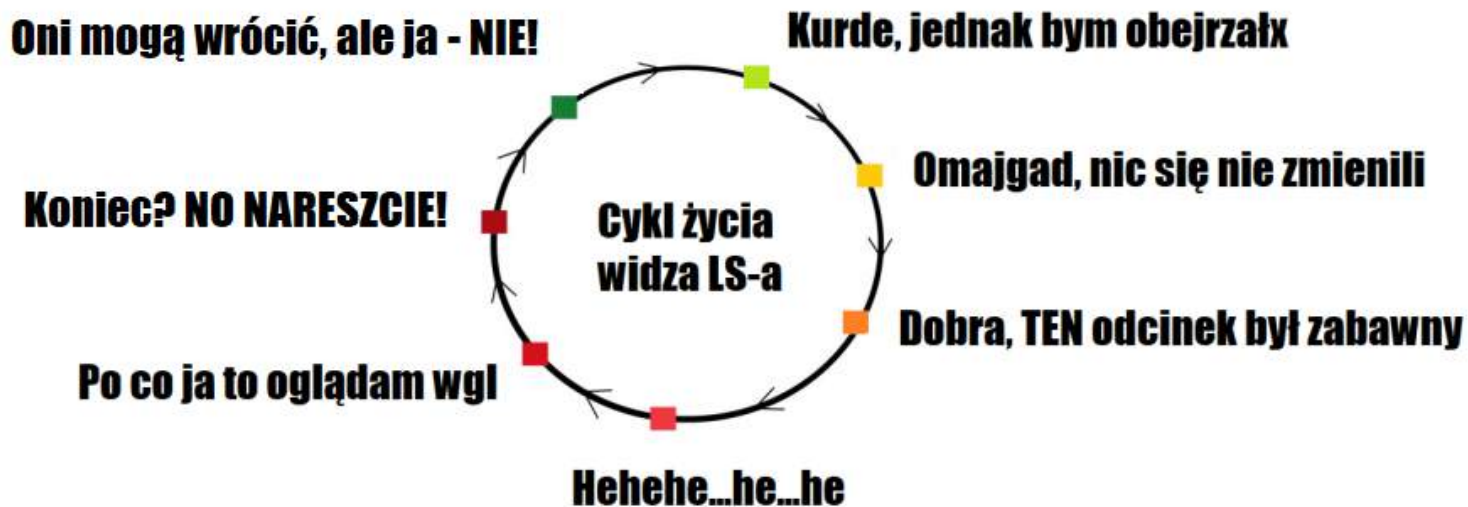 Oni mogą wrócić, ale ja - NIE!
Kurde, jednak bym obejrzałx
Omajgad, nic się nie zmienili
Dobra, TEN odcinek był zabawny
Hehehe...he...he
Po co ja to oglądam wgl
Koniec? NO NARESZCIE!
Cykl życia
widza LS-a